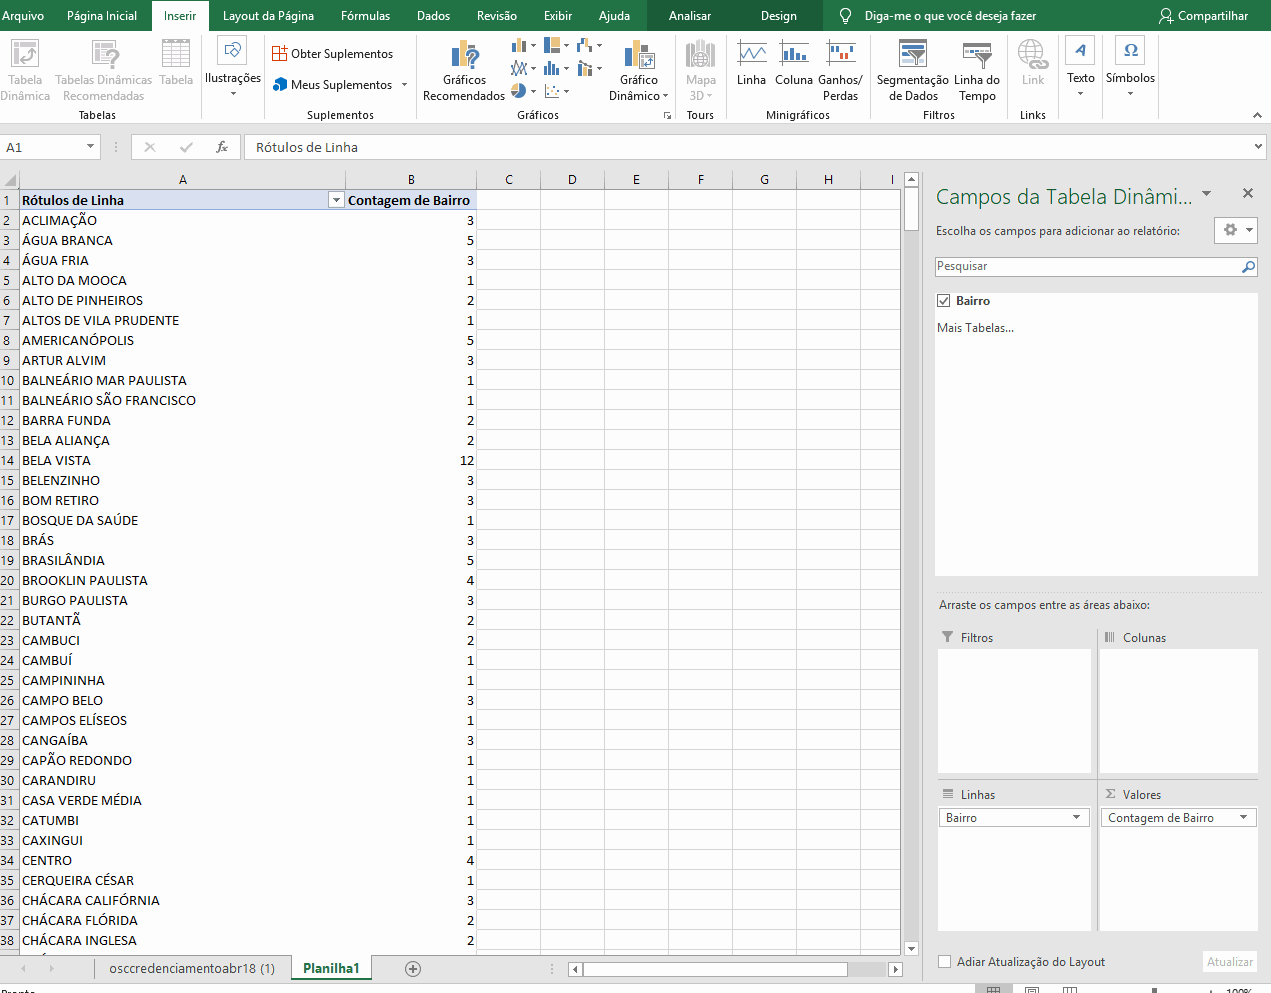 Arquivo Página Inicial Inserir Layout da Página Fórmulas Dados Revisão Exibir Ajuda Analisar Design Diga-me o que você deseja fazer Compartilhar
Tabela Dinâmica
Tabelas Dinâmicas Recomendadas
Tabela
Tabelas
Ilustrações
Obter Suplementos
Meus Suplementos
Suplementos
Gráficos Recomendados
Gráfico Dinâmico
Gráficos
Mapa 3D
Tours
Linha
Coluna
Ganhos/ Perdas
Minigráficos
Segmentação de Dados
Linha do Tempo
Filtros
Link
Links
A
Texto
Ω
Símbolos
A1 fx Rótulos de Linha
A B C D E F G H I
1 Rótulos de Linha Contagem de Bairro
2 ACLIMAÇÃO 3
3 ÁGUA BRANCA 5
4 ÁGUA FRIA 3
5 ALTO DA MOOCA 1
6 ALTO DE PINHEIROS 2
7 ALTOS DE VILA PRUDENTE 1
8 AMERICANÓPOLIS 5
9 ARTUR ALVIM 3
10 BALNEÁRIO MAR PAULISTA 1
11 BALNEÁRIO SÃO FRANCISCO 1
12 BARRA FUNDA 2
13 BELA ALIANÇA 2
14 BELA VISTA 12
15 BELENZINHO 3
16 BOM RETIRO 3
17 BOSQUE DA SAÚDE 1
18 BRÁS 3
19 BRASILÂNDIA 5
20 BROOKLIN PAULISTA 4
21 BURGO PAULISTA 3
22 BUTANTÃ 2
23 CAMBUCI 2
24 CAMBUÍ 1
25 CAMPININHA 1
26 CAMPO BELO 3
27 CAMPOS ELÍSEOS 1
28 CANGAÍBA 3
29 CAPÃO REDONDO 1
30 CARANDIRU 1
31 CASA VERDE MÉDIA 1
32 CATUMBI 1
33 CAXINGUI 1
34 CENTRO 4
35 CERQUEIRA CÉSAR 1
36 CHÁCARA CALIFÓRNIA 3
37 CHÁCARA FLÓRIDA 2
38 CHÁCARA INGLESA 2
osccredenciamentoabr18 (1) Planilha1
Campos da Tabela Dinâmi...
Escolha os campos para adicionar ao relatório:
Pesquisar
Bairro
Mais Tabelas...
Arraste os campos entre as áreas abaixo:
Filtros
Colunas
Linhas
Bairro
Σ Valores
Contagem de Bairro
Adiar Atualização do Layout
Atualizar
Pronto
100%